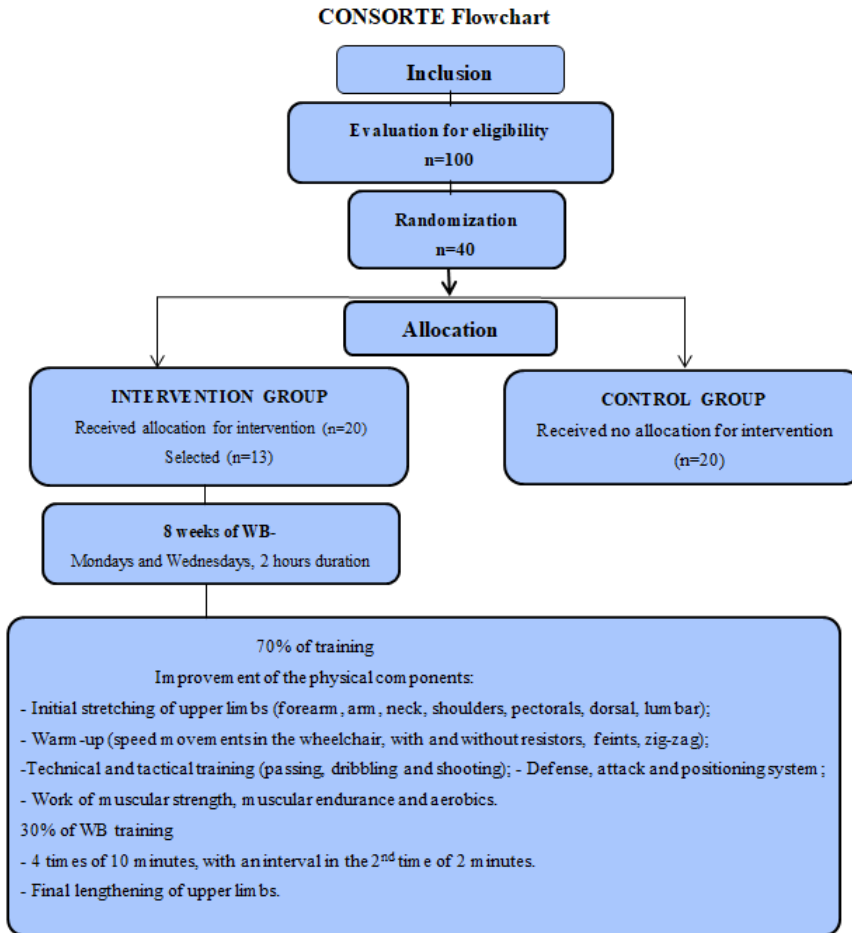 CONSORTE Flowchart
Inclusion
Evaluation for eligibility
n=100
Randomization
n=40
Allocation
INTERVENTION GROUP
Received allocation for intervention (n=20)
Selected (n=13)
CONTROL GROUP
Received no allocation for intervention
(n=20)
8 weeks of WB-
Mondays and Wednesdays, 2 hours duration
70% of training
Improvement of the physical components:
- Initial stretching of upper limbs (forearm, arm, neck, shoulders, pectorals, dorsal, lumbar);
- Warm-up (speed movements in the wheelchair, with and without resistors, feints, zig-zag);
-Technical and tactical training (passing, dribbling and shooting); - Defense, attack and positioning system;
- Work of muscular strength, muscular endurance and aerobics.
30% of WB training
- 4 times of 10 minutes, with an interval in the 2nd time of 2 minutes.
- Final lengthening of upper limbs.